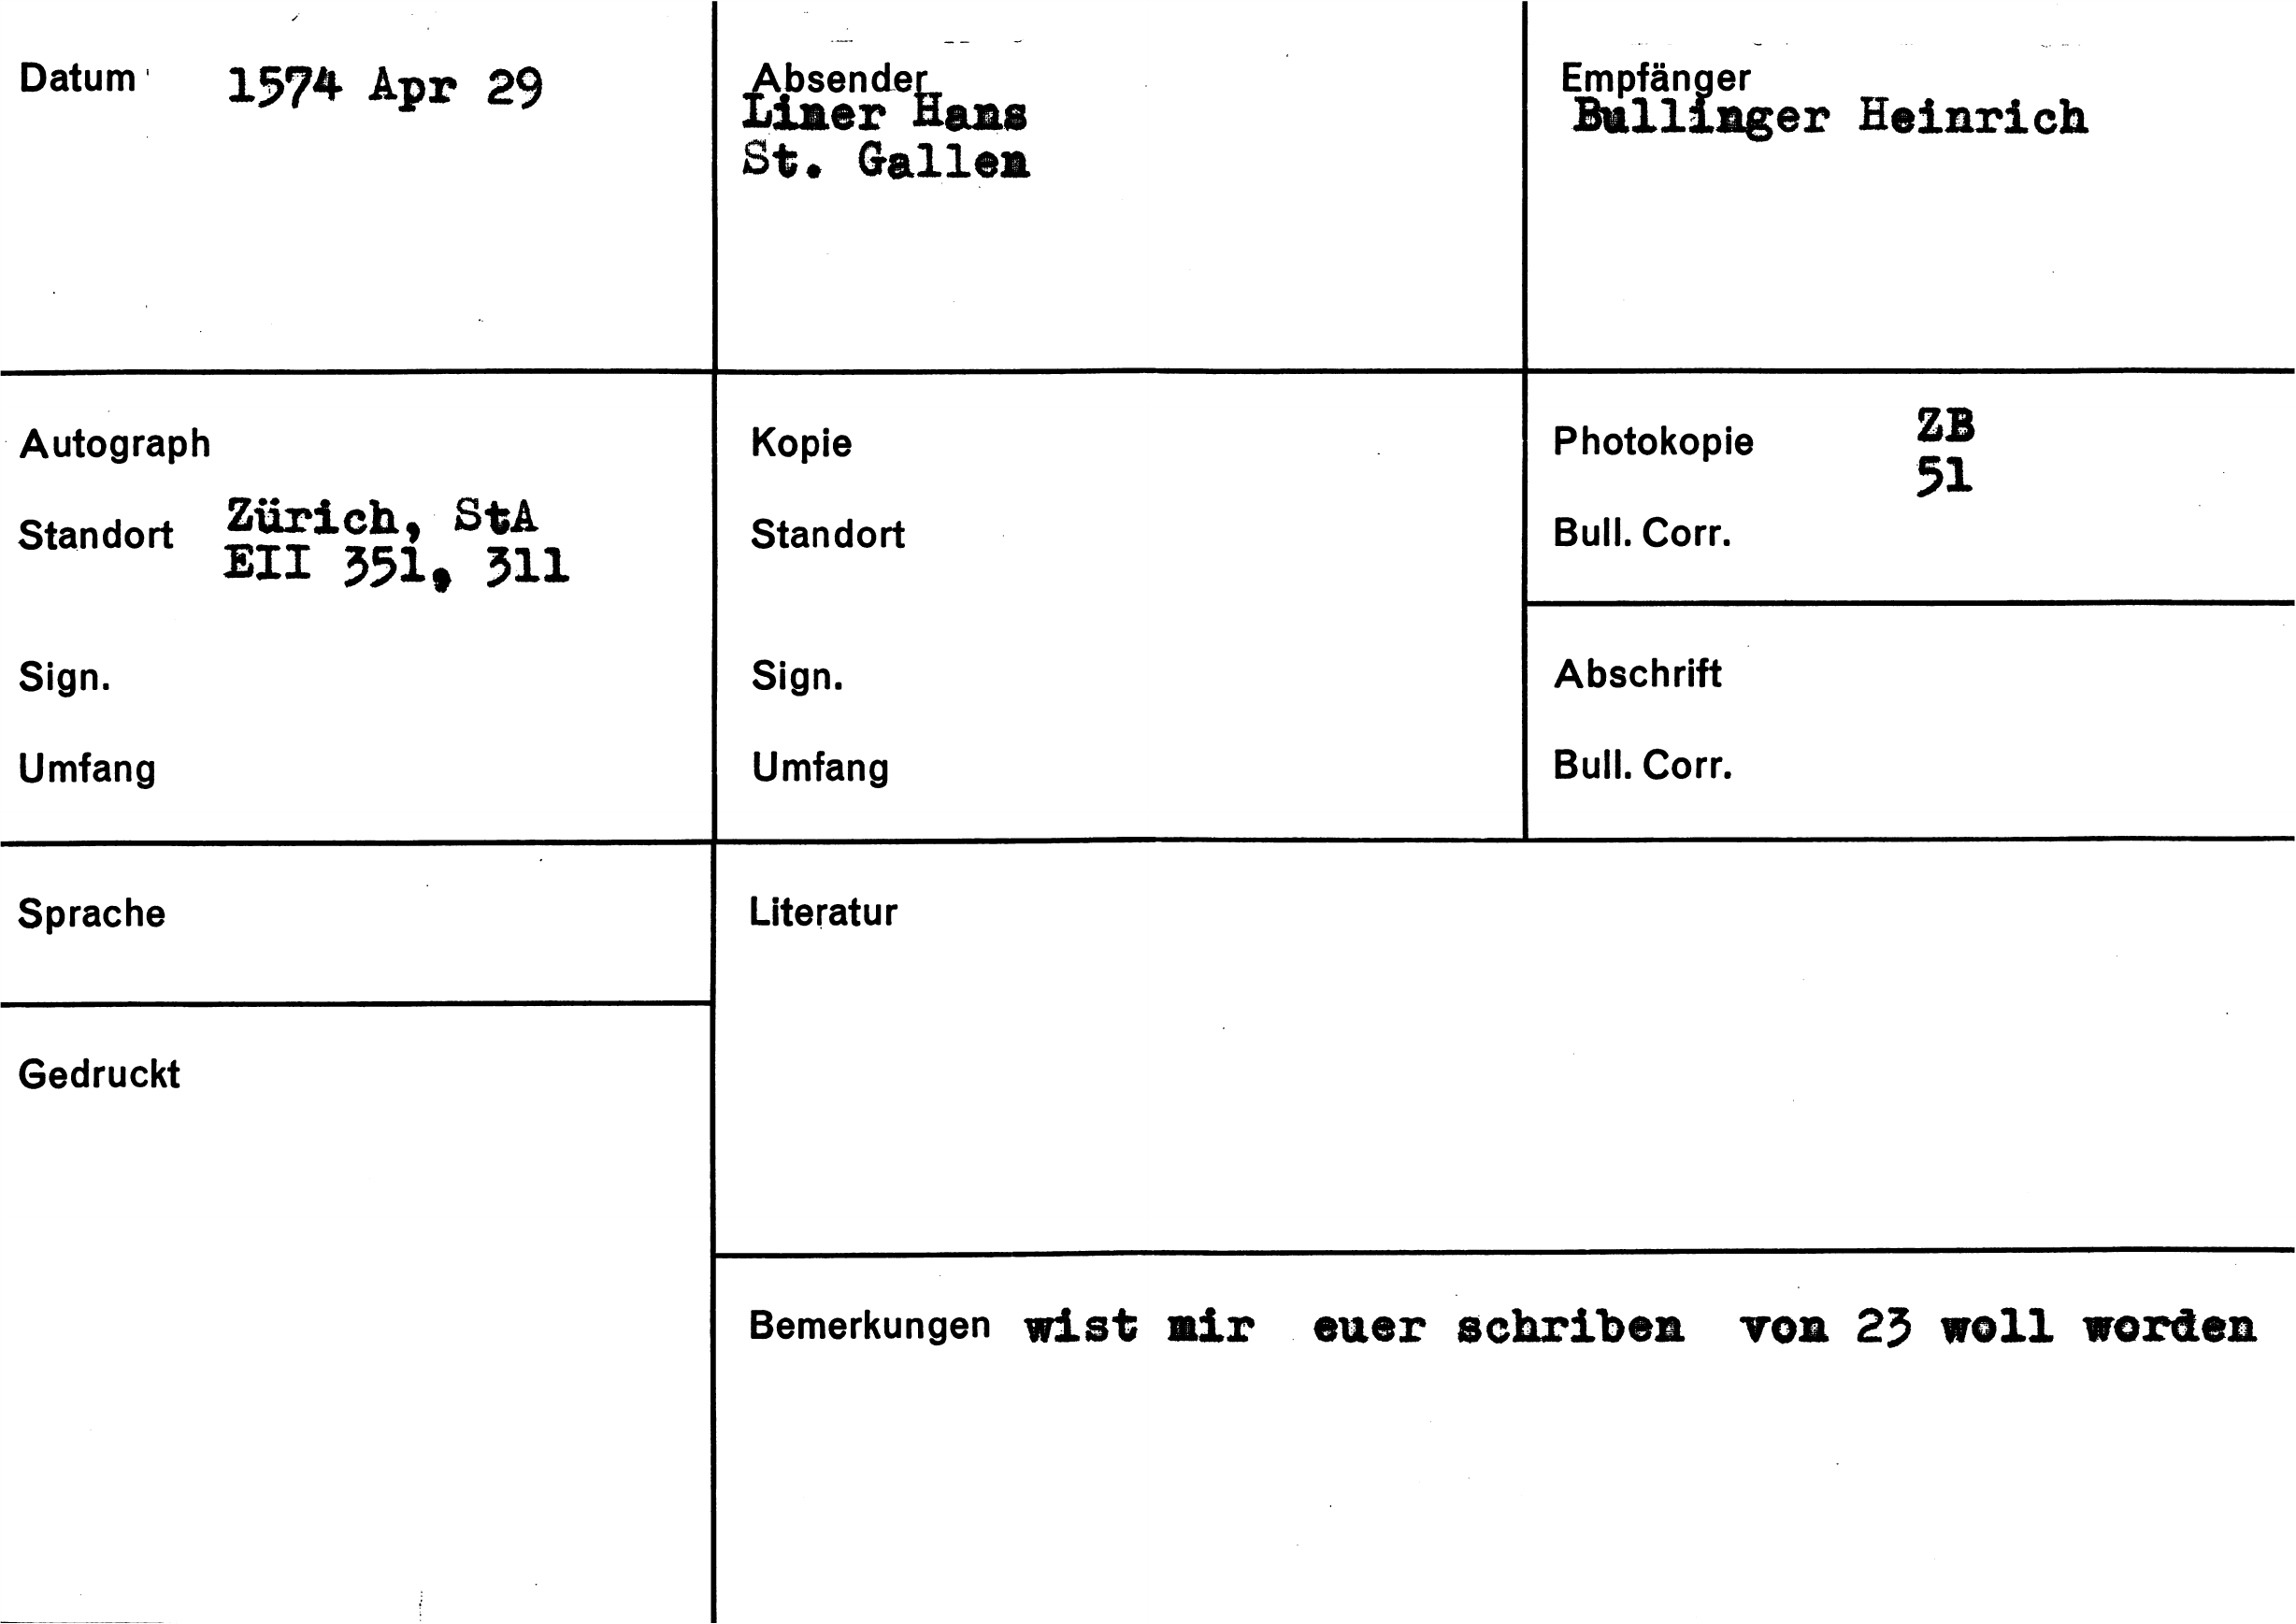 Datum 1574 Apr 29
Absender
Liner Hans
St. Gallen
Empfänger
Bullinger Heinrich
Autograph
Standort Zürich, StA
EII 351, 311
Sign.
Umfang
Kopie
Standort
Sign.
Umfang
Photokopie ZB
51
Bull. Corr.
Abschrift
Bull. Corr.
Sprache
Gedruckt
Literatur
Bemerkungen wist mir euer schriben von 23 woll worden